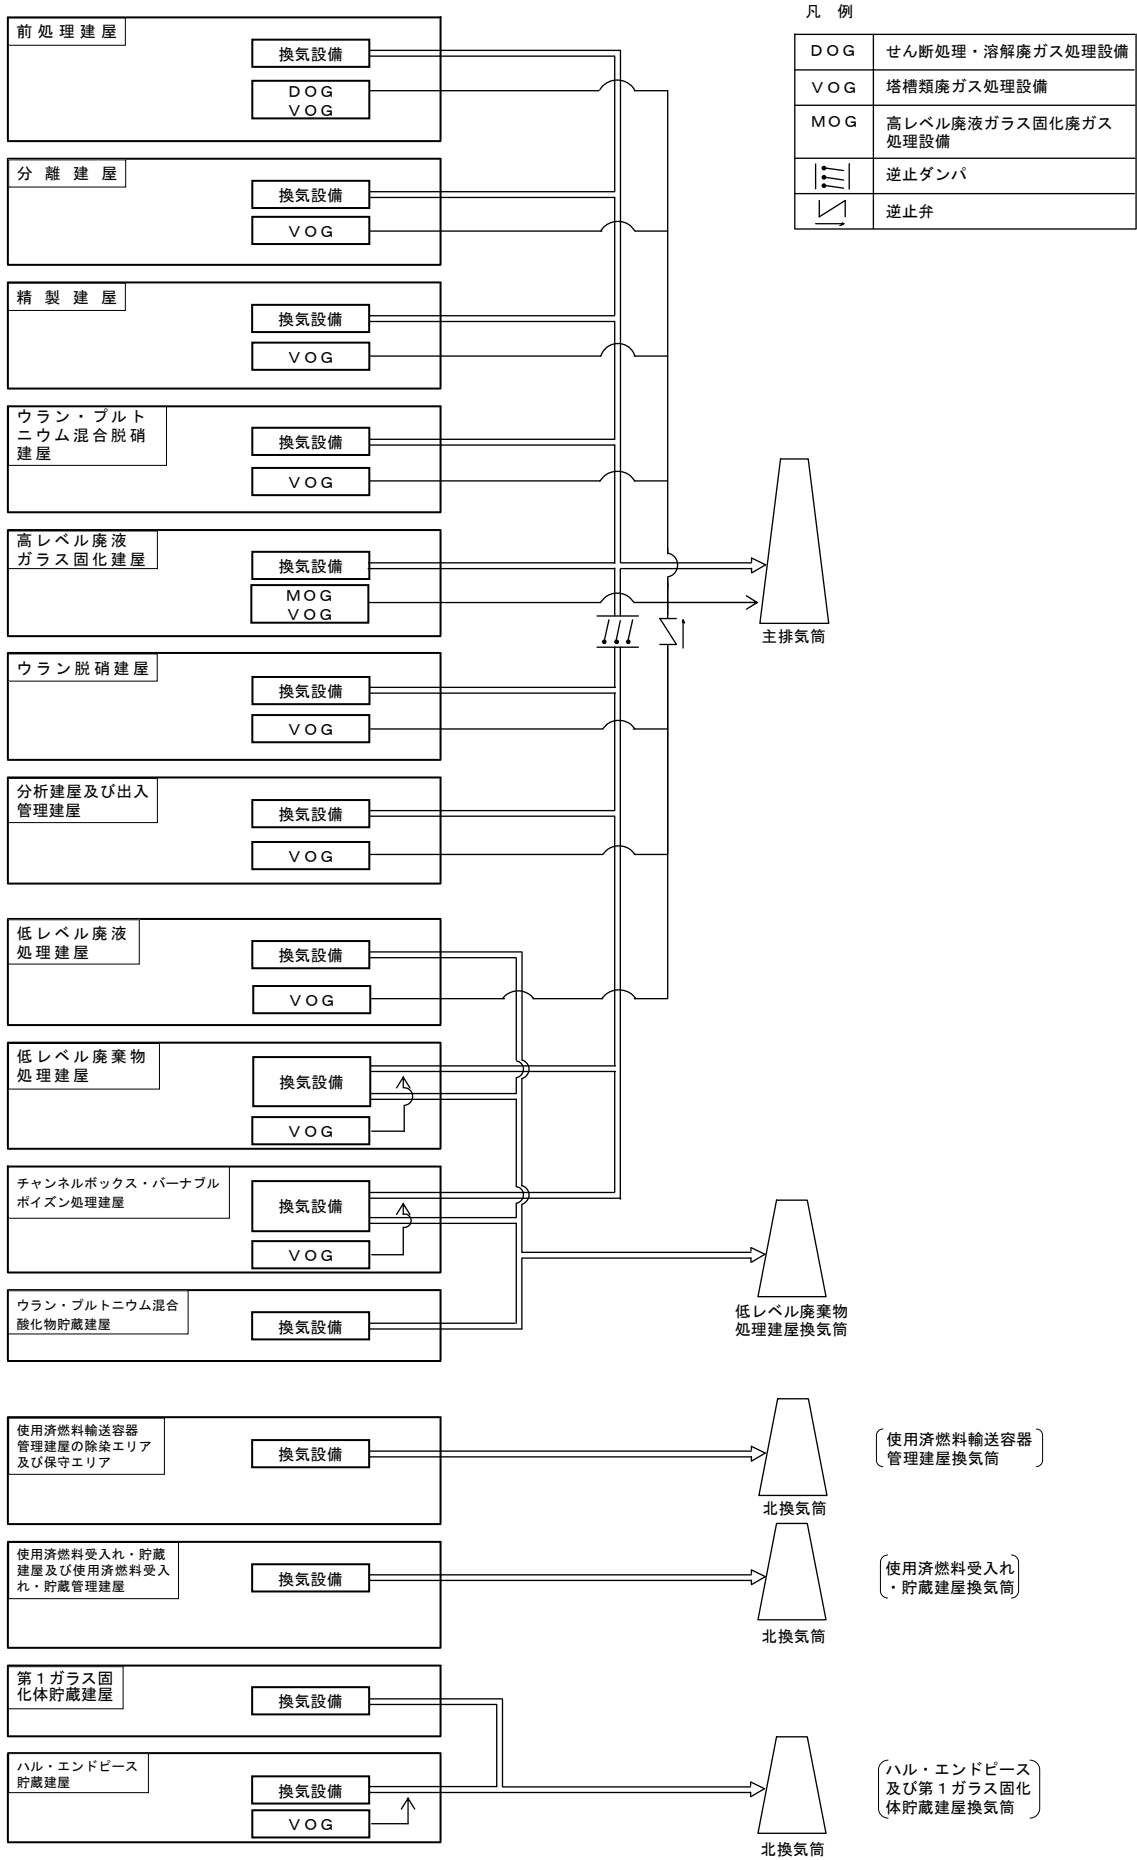 凡 例
DOG せん断処理・溶解廃ガス処理設備
VOG 塔槽類廃ガス処理設備
MOG 高レベル廃液ガラス固化廃ガス
処理設備
逆止ダンパ
逆止弁
前処理建屋
換気設備
DOG
VOG
分離建屋
換気設備
VOG
精製建屋
換気設備
VOG
ウラン・プルト
ニウム混合脱硝
建屋
換気設備
VOG
高レベル廃液
ガラス固化建屋
換気設備
MOG
VOG
主排気筒
ウラン脱硝建屋
換気設備
VOG
分析建屋及び出入
管理建屋
換気設備
VOG
低レベル廃液
処理建屋
換気設備
VOG
低レベル廃棄物
処理建屋
換気設備
VOG
チャンネルボックス・バーナブル
ポイズン処理建屋
換気設備
VOG
ウラン・プルトニウム混合
酸化物貯蔵建屋
換気設備
低レベル廃棄物
処理建屋換気筒
使用済燃料輸送容器
管理建屋の除染エリア
及び保守エリア
換気設備
北換気筒
使用済燃料輸送容器
管理建屋換気筒
使用済燃料受入れ・貯蔵
建屋及び使用済燃料受入
れ・貯蔵管理建屋
換気設備
北換気筒
使用済燃料受入れ
・貯蔵建屋換気筒
第1ガラス固
化体貯蔵建屋
換気設備
ハル・エンドピース
貯蔵建屋
換気設備
VOG
北換気筒
ハル・エンドピース
及び第1ガラス固化
体貯蔵建屋換気筒